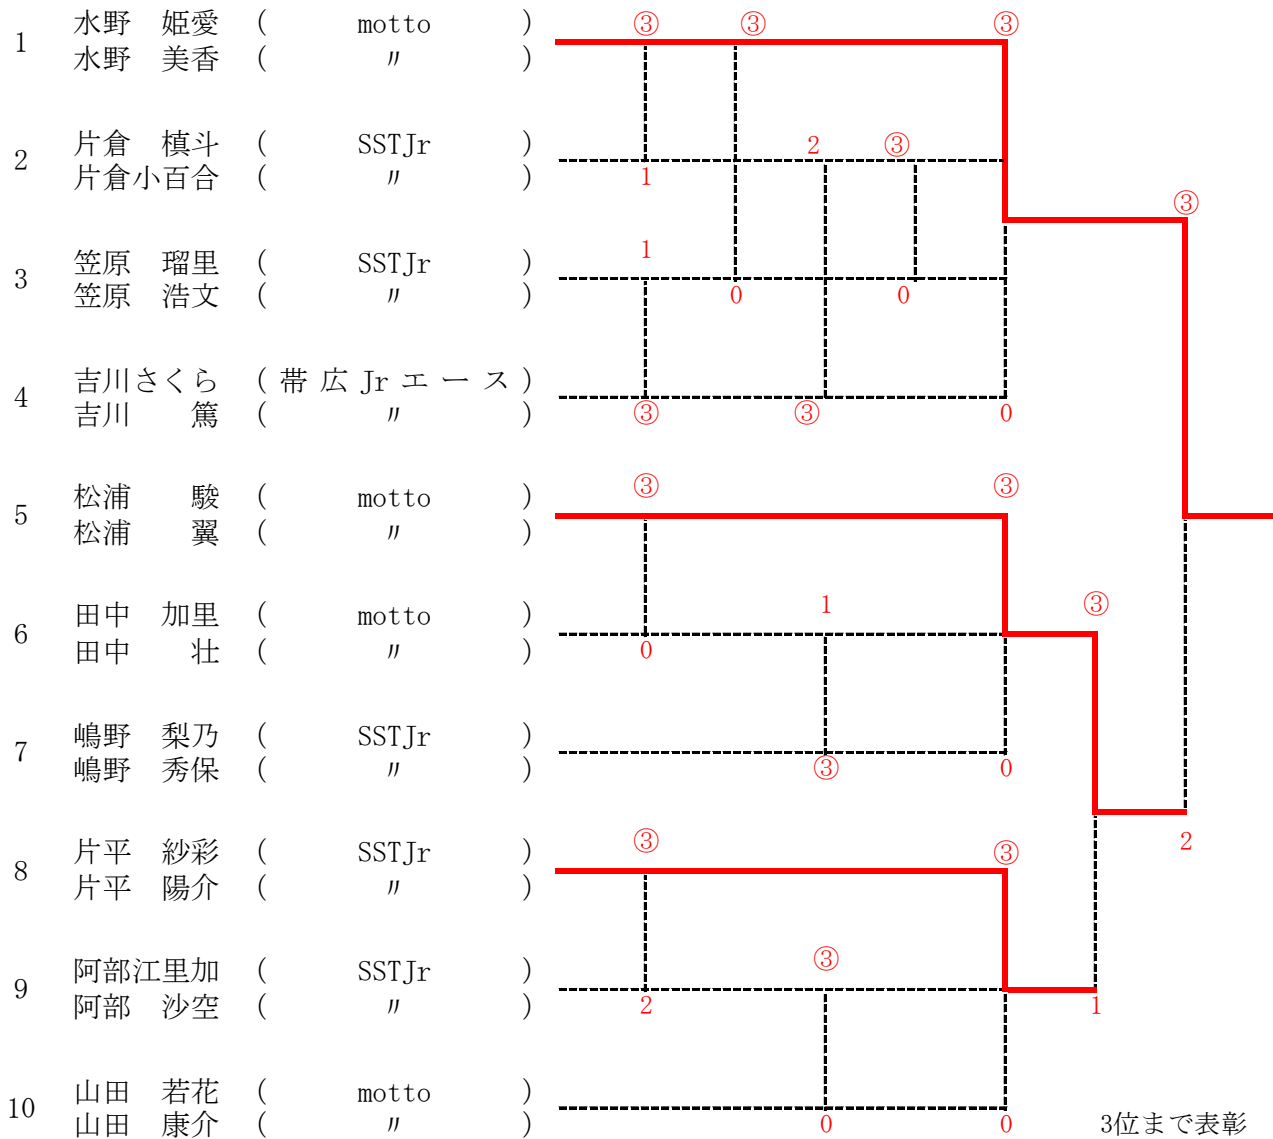 水野　姫愛 （ motto ） ③ ③ ③
1
水野　美香 （ 〃 ）
片倉　槙斗 （ SSTJr ） 2 ③
2
片倉小百合 （ 〃 ） 1
③
1
笠原　瑠里 （ SSTJr ）
3
笠原　浩文 （ 〃 ） 0 0
吉川さくら （ 帯 広 Jr エ ー ス ）
4
吉川　　篤 （ 〃 ） ③ ③ 0
松浦　　駿 （ motto ） ③ ③
5
松浦　　翼 （ 〃 ）
1 ③
田中　加里 （ motto ）
6
田中　　壮 （ 〃 ） 0
嶋野　梨乃 （ SSTJr ）
7
嶋野　秀保 （ 〃 ） ③ 0
片平　紗彩 （ SSTJr ） ③ ③ 2
8
片平　陽介 （ 〃 ）
阿部江里加 （ SSTJr ） ③
9
阿部　沙空 （ 〃 ） 2 1
山田　若花 （ motto ）
10
山田　康介 （ 〃 ） 0 0 3位まで表彰